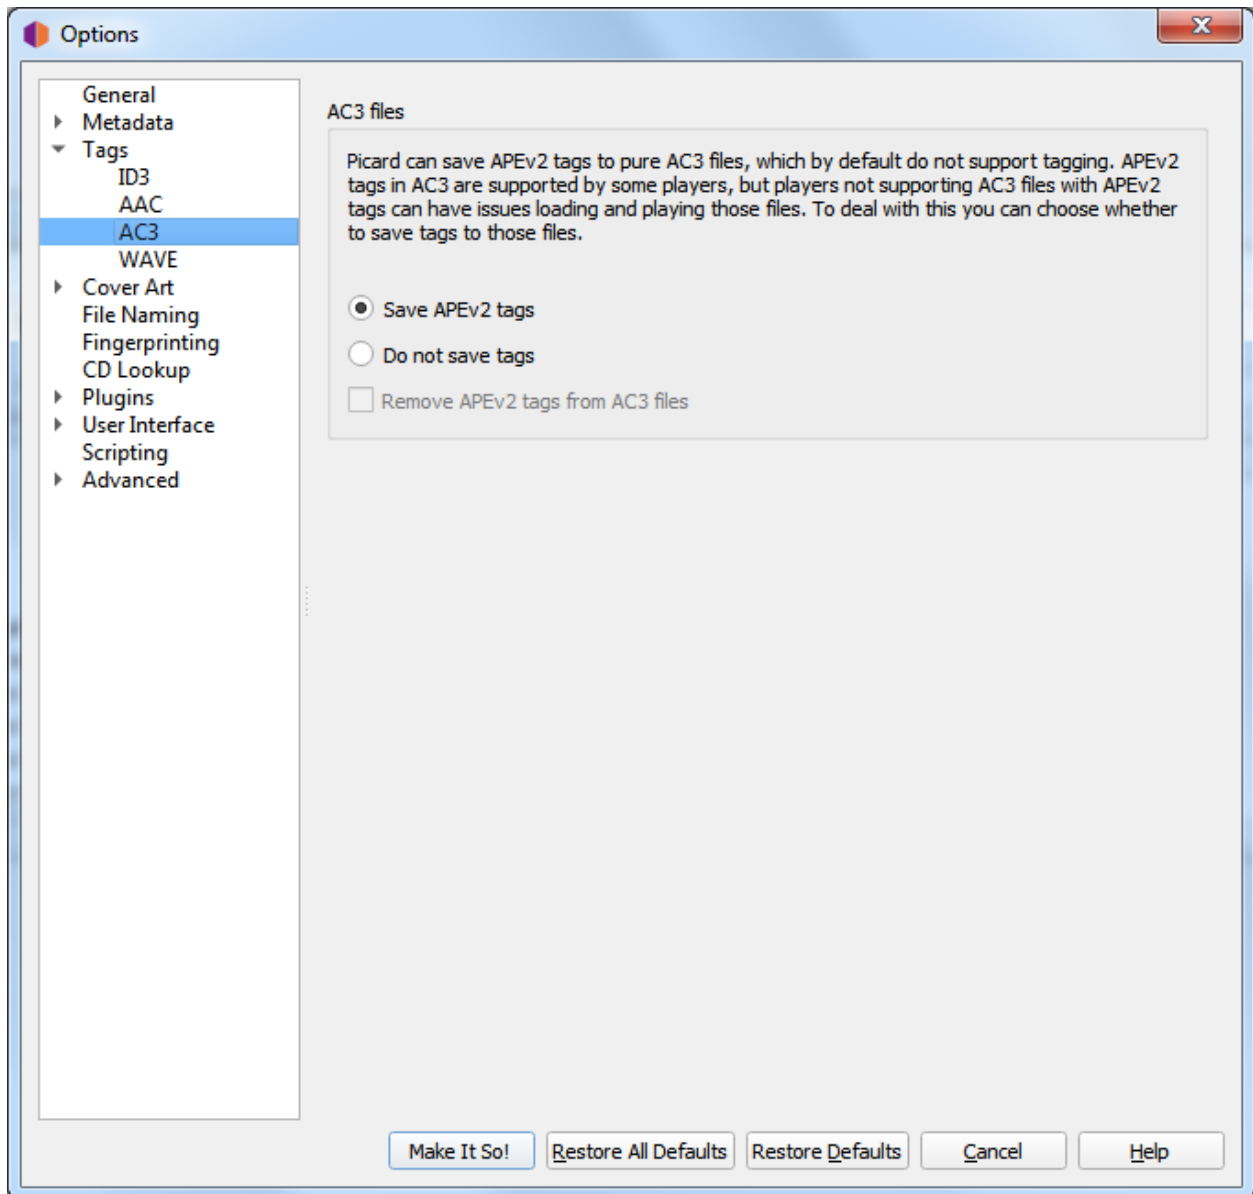 Options
General
Metadata
Tags
ID3
AAC
AC3
WAVE
Cover Art
File Naming
Fingerprinting
CD Lookup
Plugins
User Interface
Scripting
Advanced
AC3 files
Picard can save APEv2 tags to pure AC3 files, which by default do not support tagging. APEv2
tags in AC3 are supported by some players, but players not supporting AC3 files with APEv2
tags can have issues loading and playing those files. To deal with this you can choose whether
to save tags to those files.
Save APEv2 tags
Do not save tags
Remove APEv2 tags from AC3 files
Make It So! Restore All Defaults Restore Defaults Cancel Help